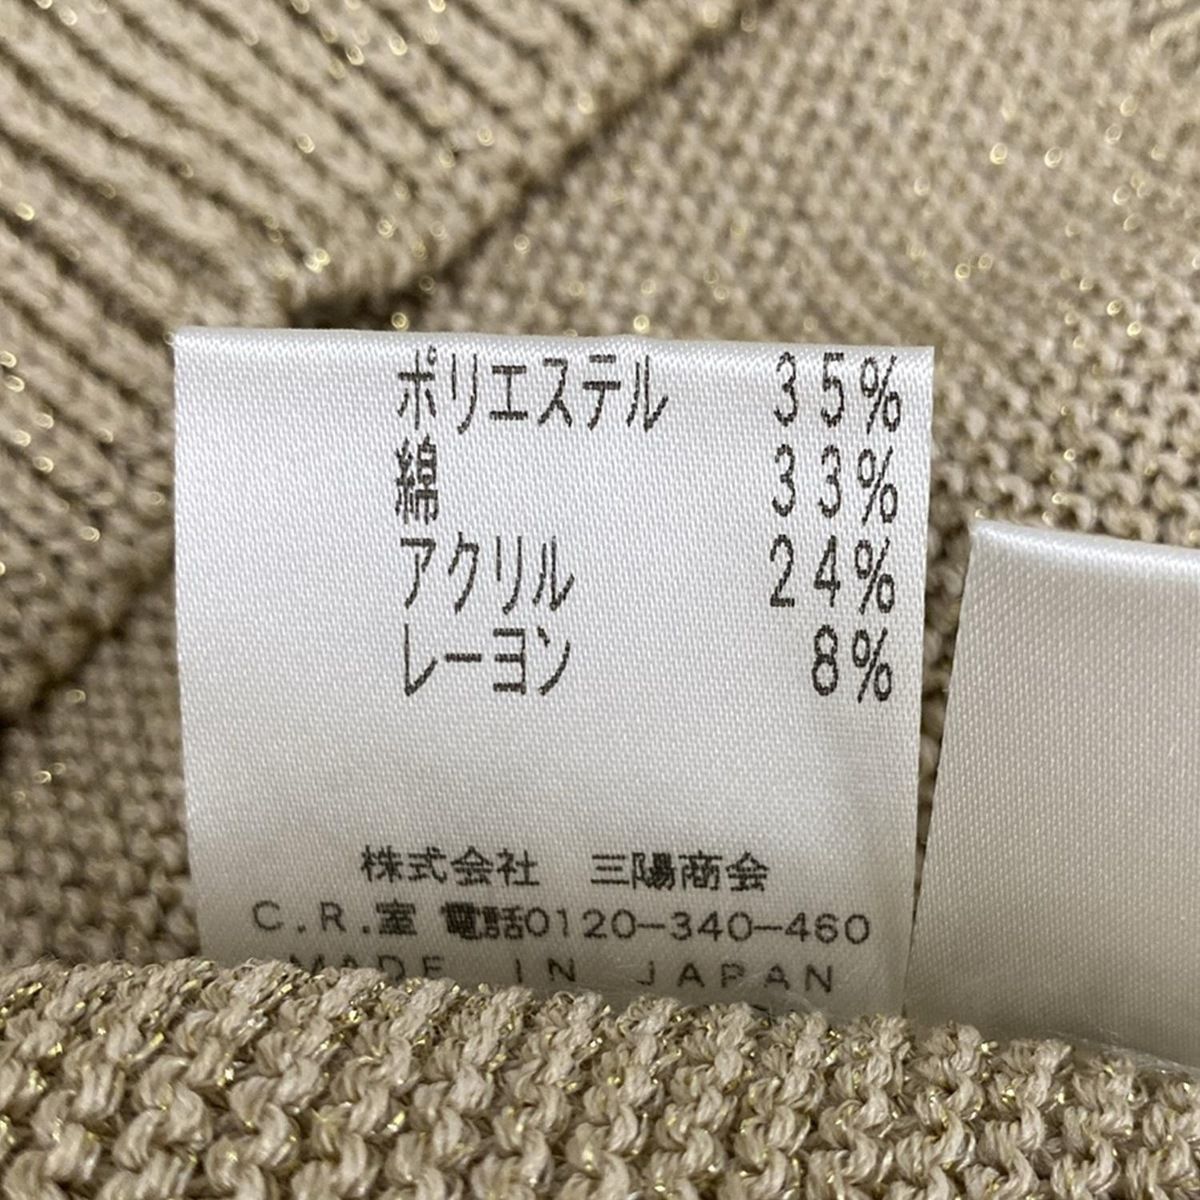 ポリエステル 35%
綿 33%
アクリル 24%
レーヨン 8%
株式会社 三陽商会
C.R.室 電話0120-340-460
MADE IN JAPAN